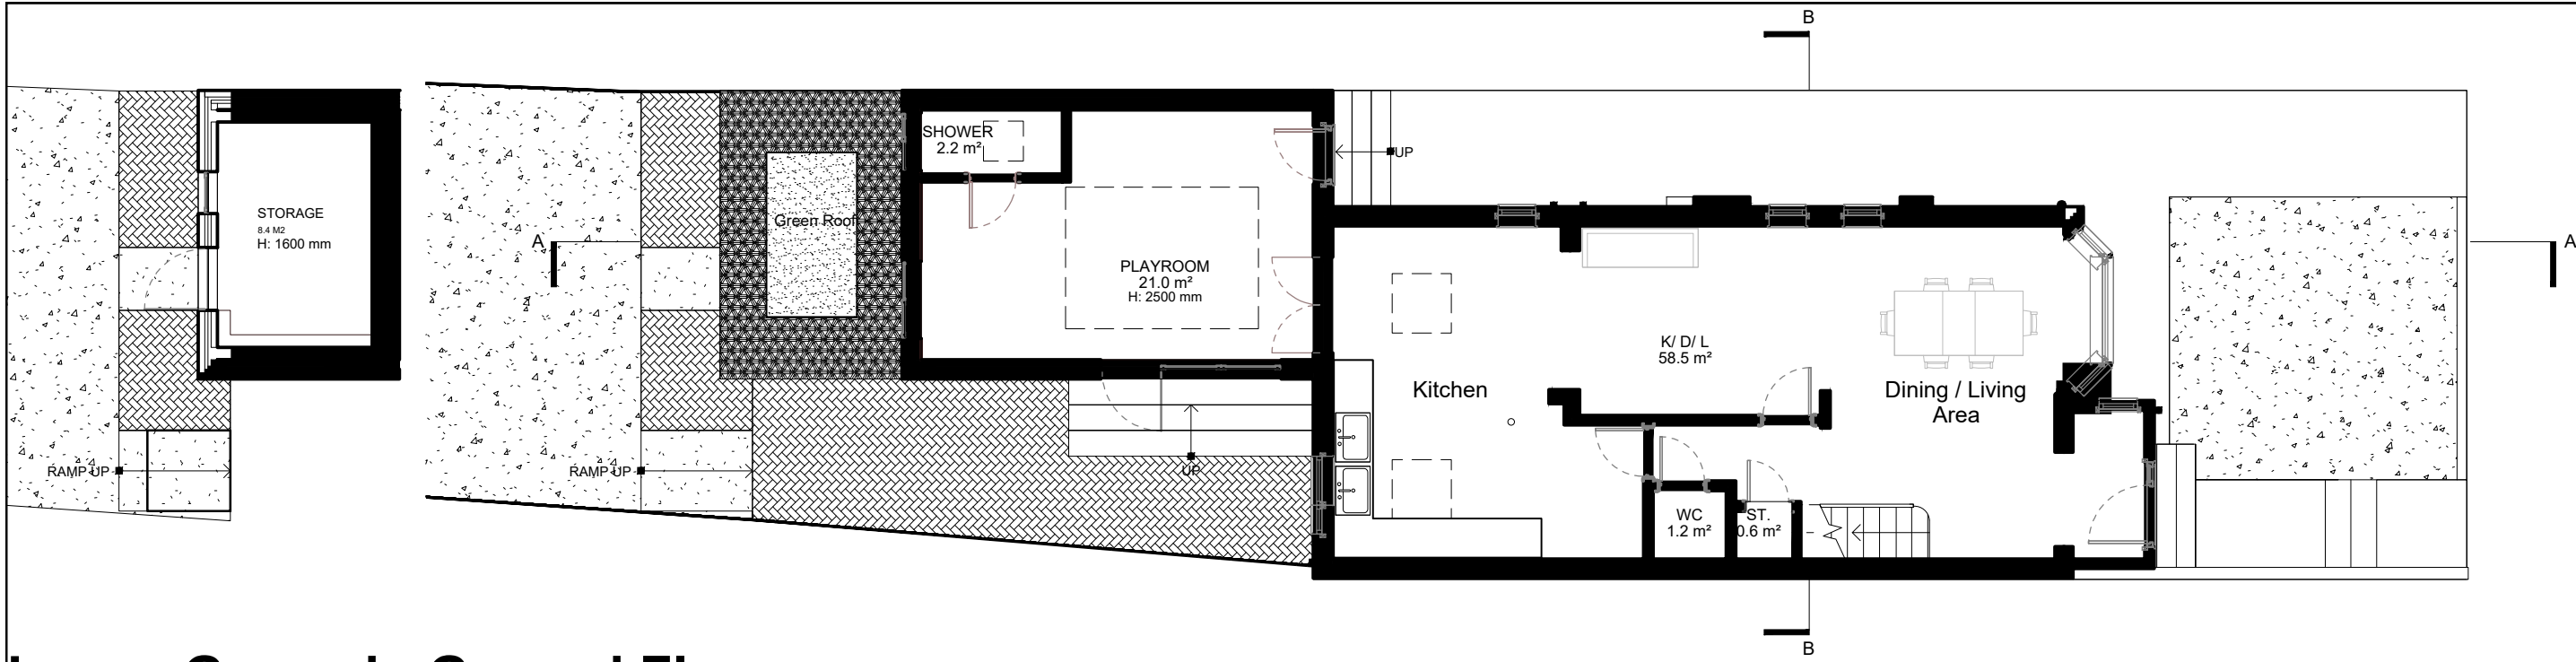 B
SHOWER
2.2 m²
UP
STORAGE
8.4 M2
H: 1600 mm
Green Roof
A
A
PLAYROOM
21.0 m²
H: 2500 mm
K/ D/ L
58.5 m²
Kitchen
Dining / Living
Area
RAMP UP
RAMP UP
UP
WC
1.2 m²
ST.
0.6 m²
B